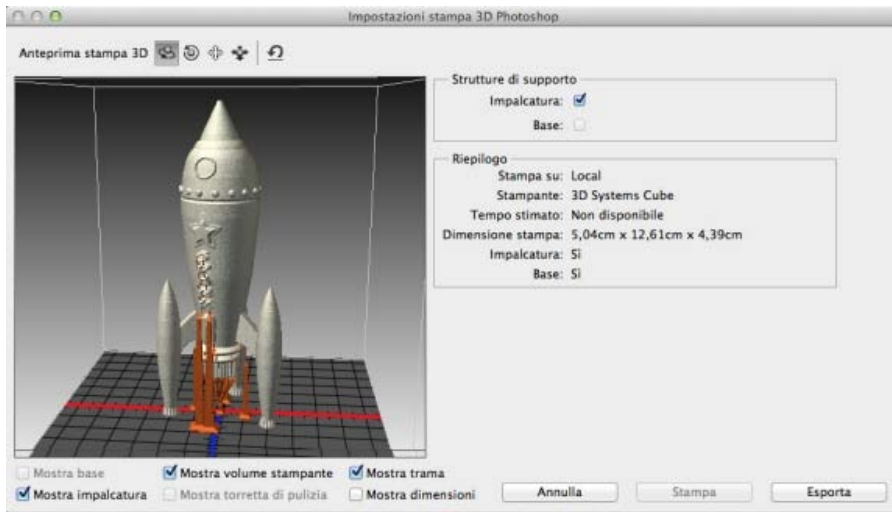 Impostazioni stampa 3D Photoshop
Anteprima stampa 3D
Strutture di supporto
Impalcatura:
Base:
Riepilogo
Stampa su: Local
Stampante: 3D Systems Cube
Tempo stimato: Non disponibile
Dimensione stampa: 5,04cm x 12,61cm x 4,39cm
Impalcatura: Sì
Base: Sì
Mostra base
Mostra volume stampante
Mostra trama
Mostra impalcatura
Mostra torretta di pulizia
Mostra dimensioni
Annulla
Stampa
Esporta